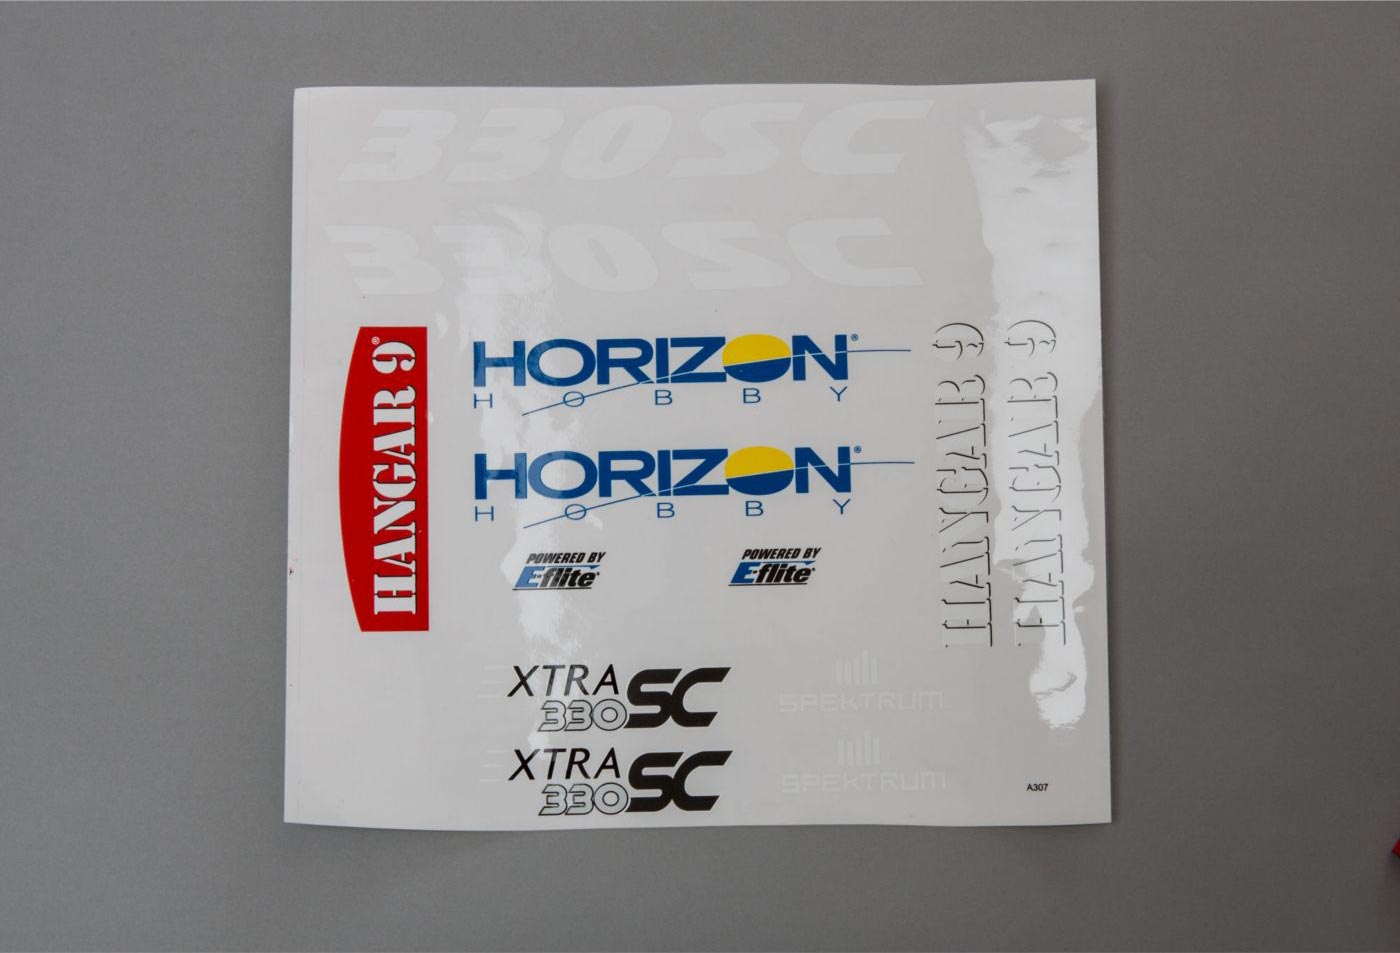 330SC
330SC
HANGAR 9®
HORIZON®
HOBBY
HORIZON®
HOBBY
POWERED BY
E-flite®
POWERED BY
E-flite®
HANGAR 9
HANGAR 9
XTRA
330SC
XTRA
330SC
SPEKTRUM
SPEKTRUM
A307